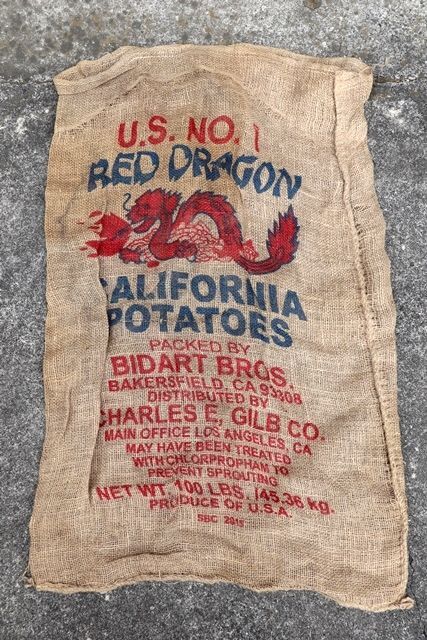 U.S. NO. 1
RED DRAGON
CALIFORNIA
POTATOES
PACKED BY
BIDART BROS.
BAKERSFIELD, CA 93308
DISTRIBUTED BY
CHARLES E. GILB CO.
MAIN OFFICE LOS ANGELES, CA
MAY HAVE BEEN TREATED
WITH CHLORPROPHAM TO
PREVENT SPROUTING
NET WT. 100 LBS. (45.36 kg.
PRODUCE OF U.S.A.
SBC